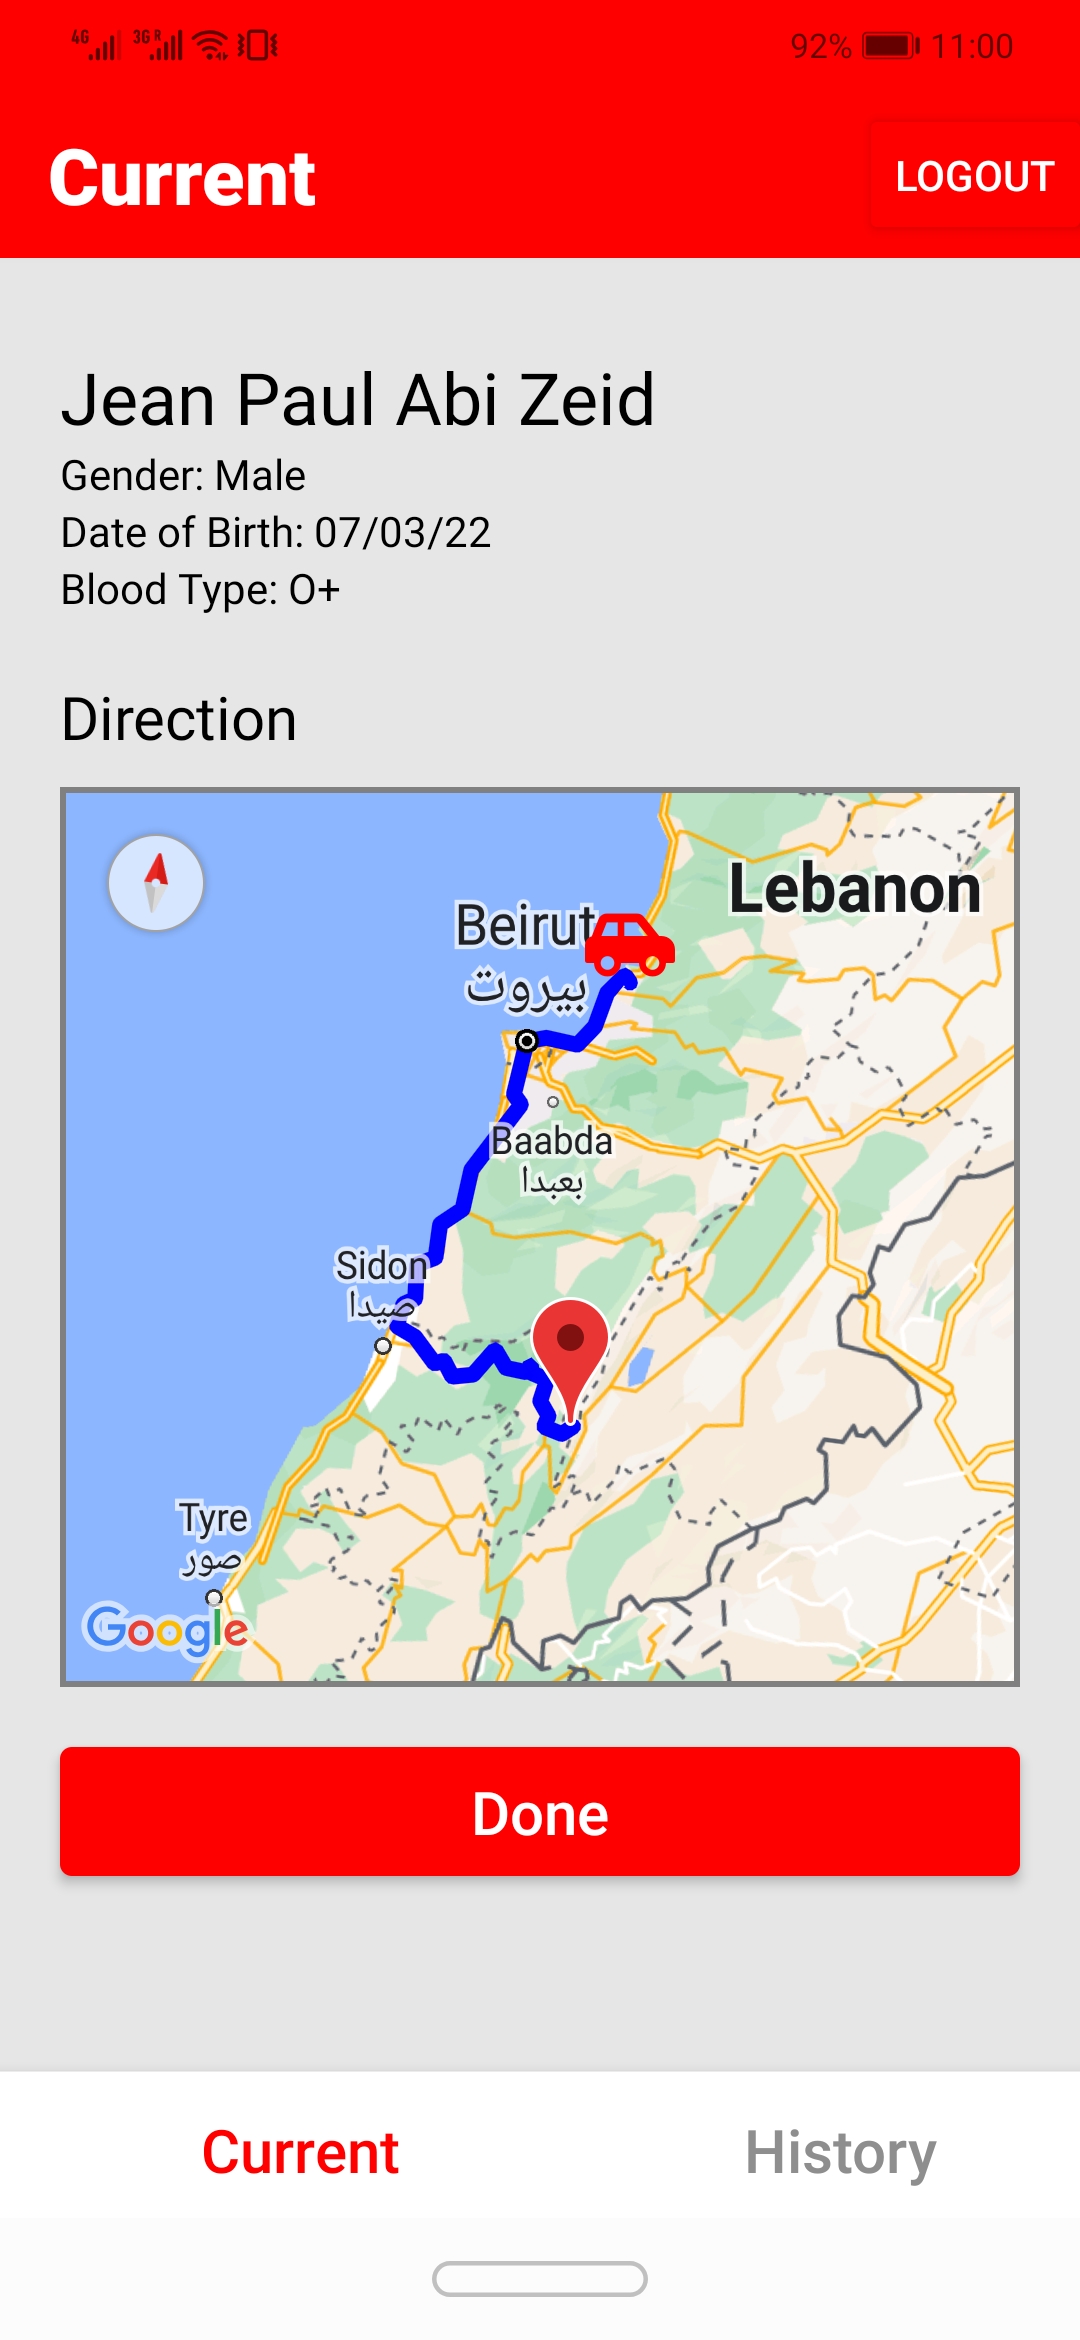 4G 3G R 92% 11:00
Current LOGOUT
Jean Paul Abi Zeid
Gender: Male
Date of Birth: 07/03/22
Blood Type: O+
Direction
Lebanon
Beirut
بيروت
Baabda
بعبدا
Sidon
صيدا
Tyre
صور
Google
Done
Current History